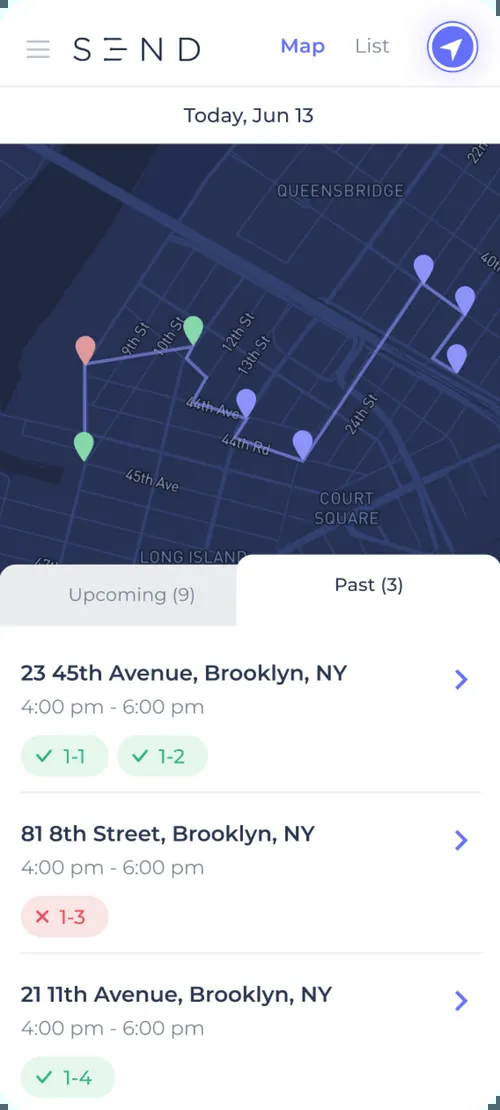 SEND
Map
List
Today, Jun 13
22n
QUEENSBRIDGE
40th
9th St
10th St
12th St
13th St
44th Ave
44th Rd
24th St
45th Ave
COURT
SQUARE
LONG ISLAND
Upcoming (9)
Past (3)
23 45th Avenue, Brooklyn, NY
4:00 pm - 6:00 pm
1-1
1-2
81 8th Street, Brooklyn, NY
4:00 pm - 6:00 pm
1-3
21 11th Avenue, Brooklyn, NY
4:00 pm - 6:00 pm
1-4